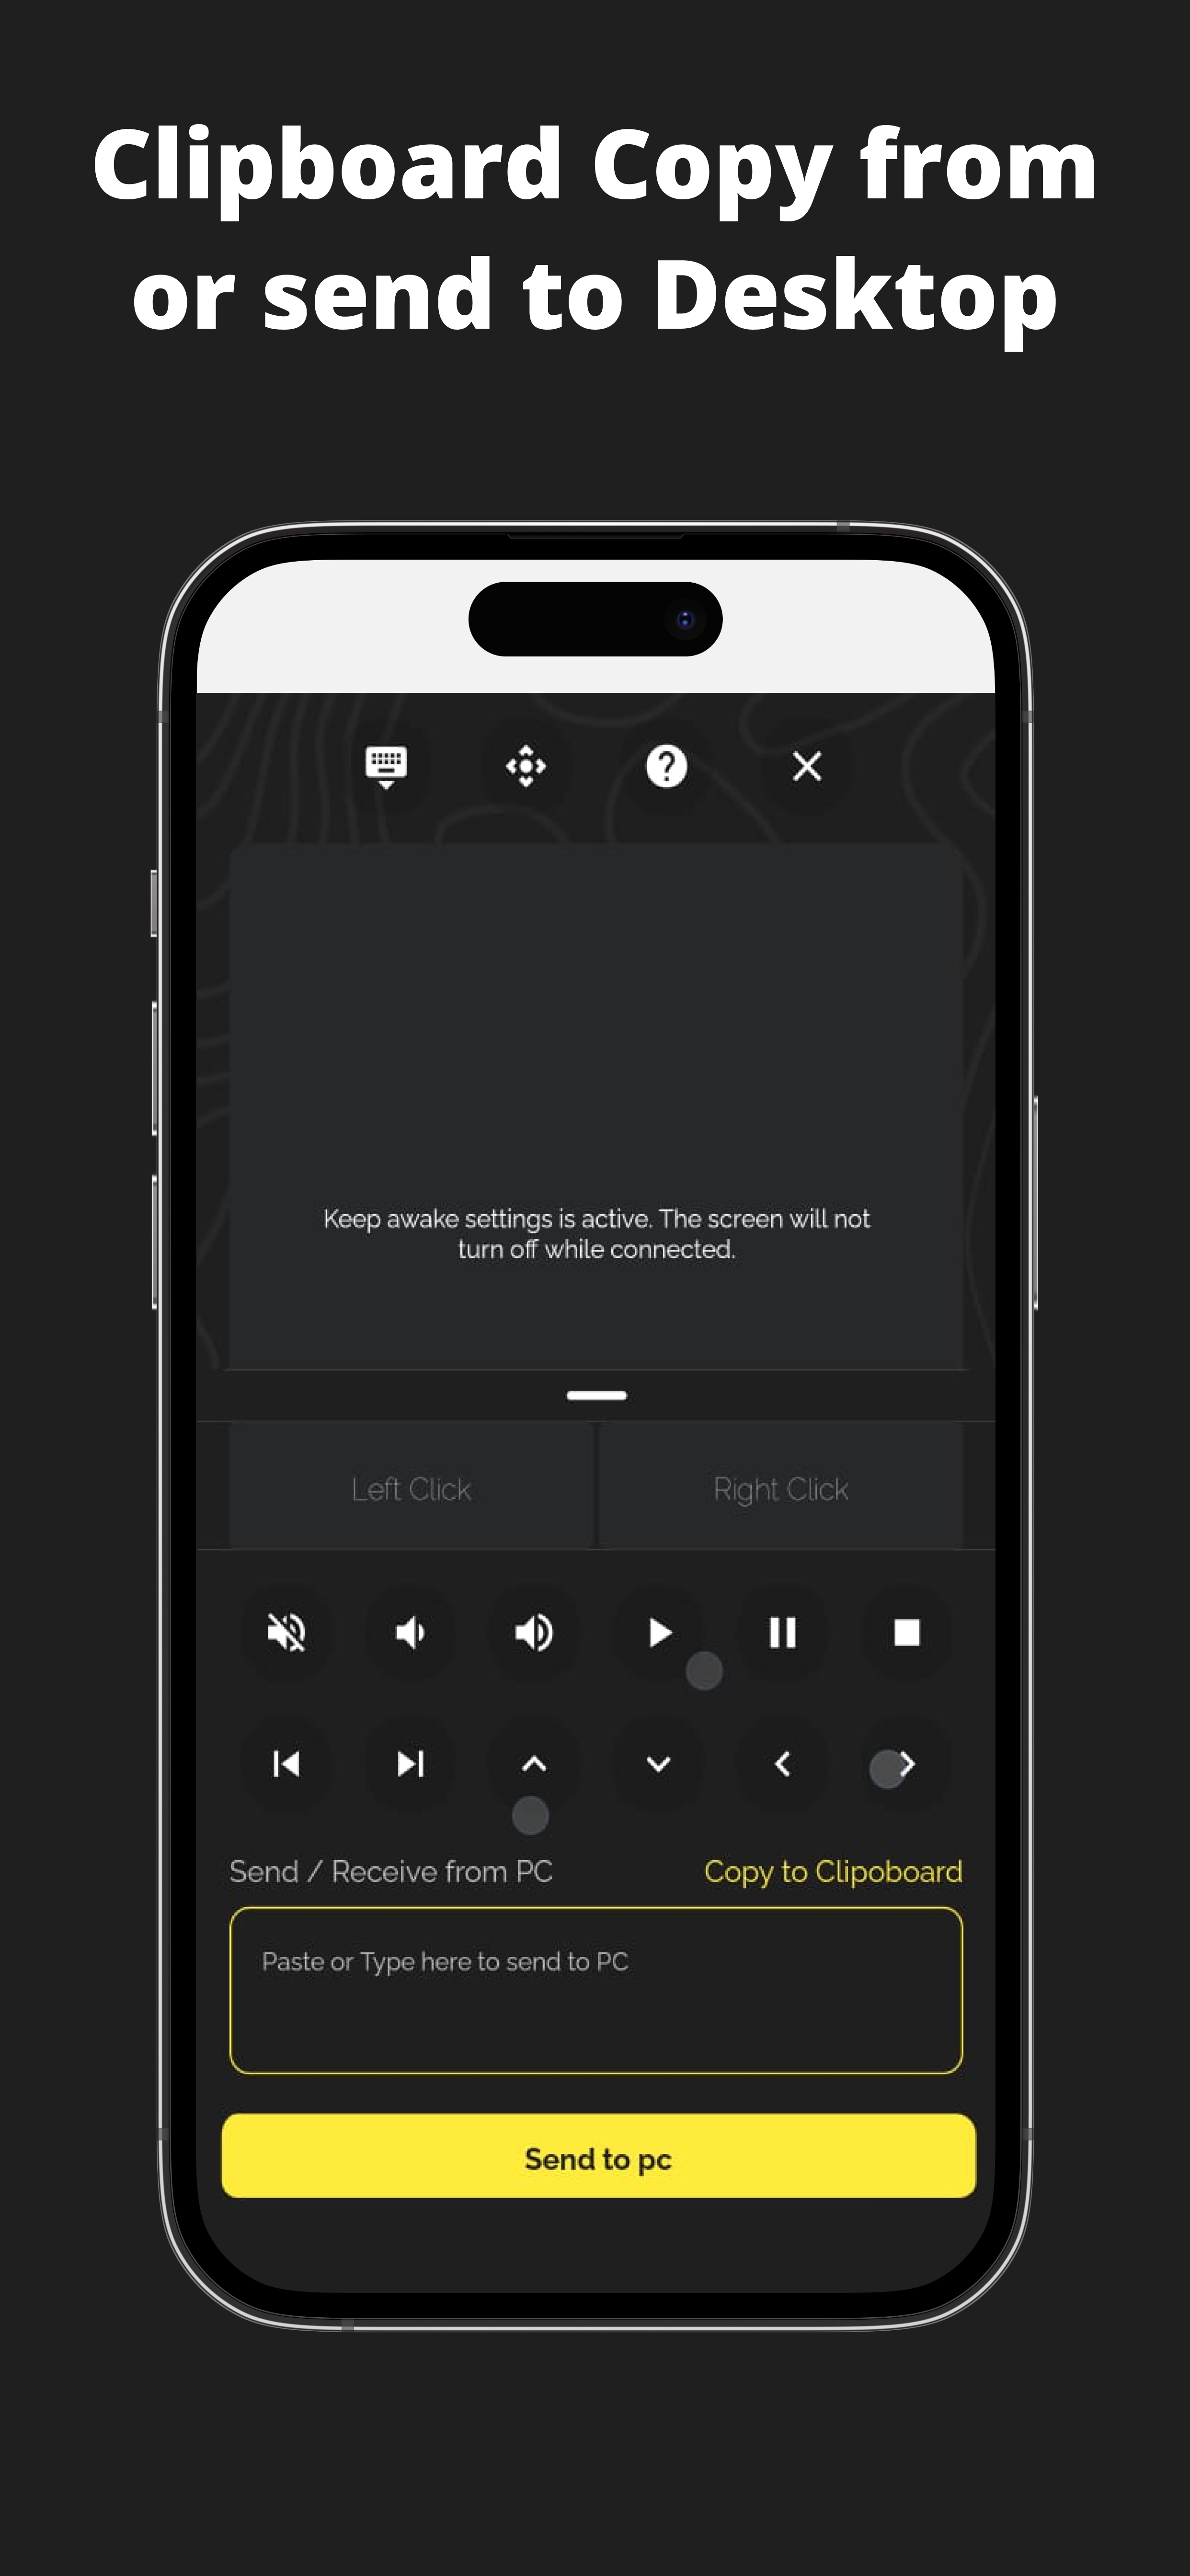 Clipboard Copy from
or send to Desktop
Keep awake settings is active. The screen will not
turn off while connected.
Left Click
Right Click
Send / Receive from PC
Copy to Clipoboard
Paste or Type here to send to PC
Send to pc